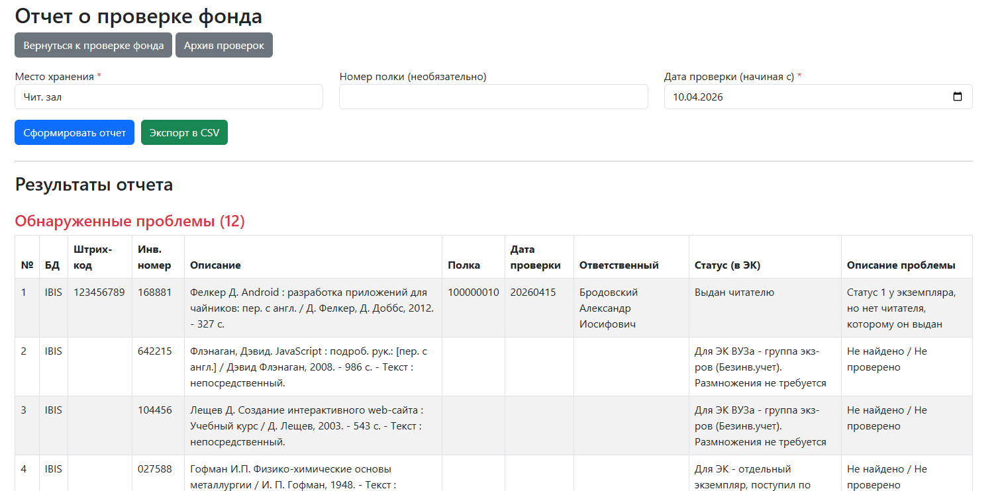 Отчет о проверке фонда
Вернуться к проверке фонда
Архив проверок
Место хранения *
Номер полки (необязательно)
Дата проверки (начиная с) *
Чит. зал
10.04.2026
Сформировать отчет
Экспорт в CSV
Результаты отчета
Обнаруженные проблемы (12)
№
БД
Штрих-
код
Инв.
номер
Описание
Полка
Дата
проверки
Ответственный
Статус (в ЭК)
Описание проблемы
1
IBIS
123456789
168881
Фелкер Д. Android : разработка приложений для
чайников: пер. с англ. / Д. Фелкер, Д. Доббс, 2012.
- 327 с.
100000010
20260415
Бродовский
Александр
Иосифович
Выдан читателю
Статус 1 у экземпляра,
но нет читателя,
которому он выдан
2
IBIS
642215
Флэнаган, Дэвид. JavaScript : подроб. рук.: [пер. с
англ.] / Дэвид Флэнаган, 2008. - 986 с. - Текст :
непосредственный.
Для ЭК ВУЗа - группа экз-
ров (Безинв.учет).
Размножения не требуется
Не найдено / Не
проверено
3
IBIS
104456
Лещев Д. Создание интерактивного web-сайта :
Учебный курс / Д. Лещев, 2003. - 543 с. - Текст :
непосредственный.
Для ЭК ВУЗа - группа экз-
ров (Безинв.учет).
Размножения не требуется
Не найдено / Не
проверено
4
IBIS
027588
Гофман И.П. Физико-химические основы
металлургии / И. П. Гофман, 1948. - Текст :
Для ЭК - отдельный
экземпляр, поступил по
Не найдено / Не
проверено